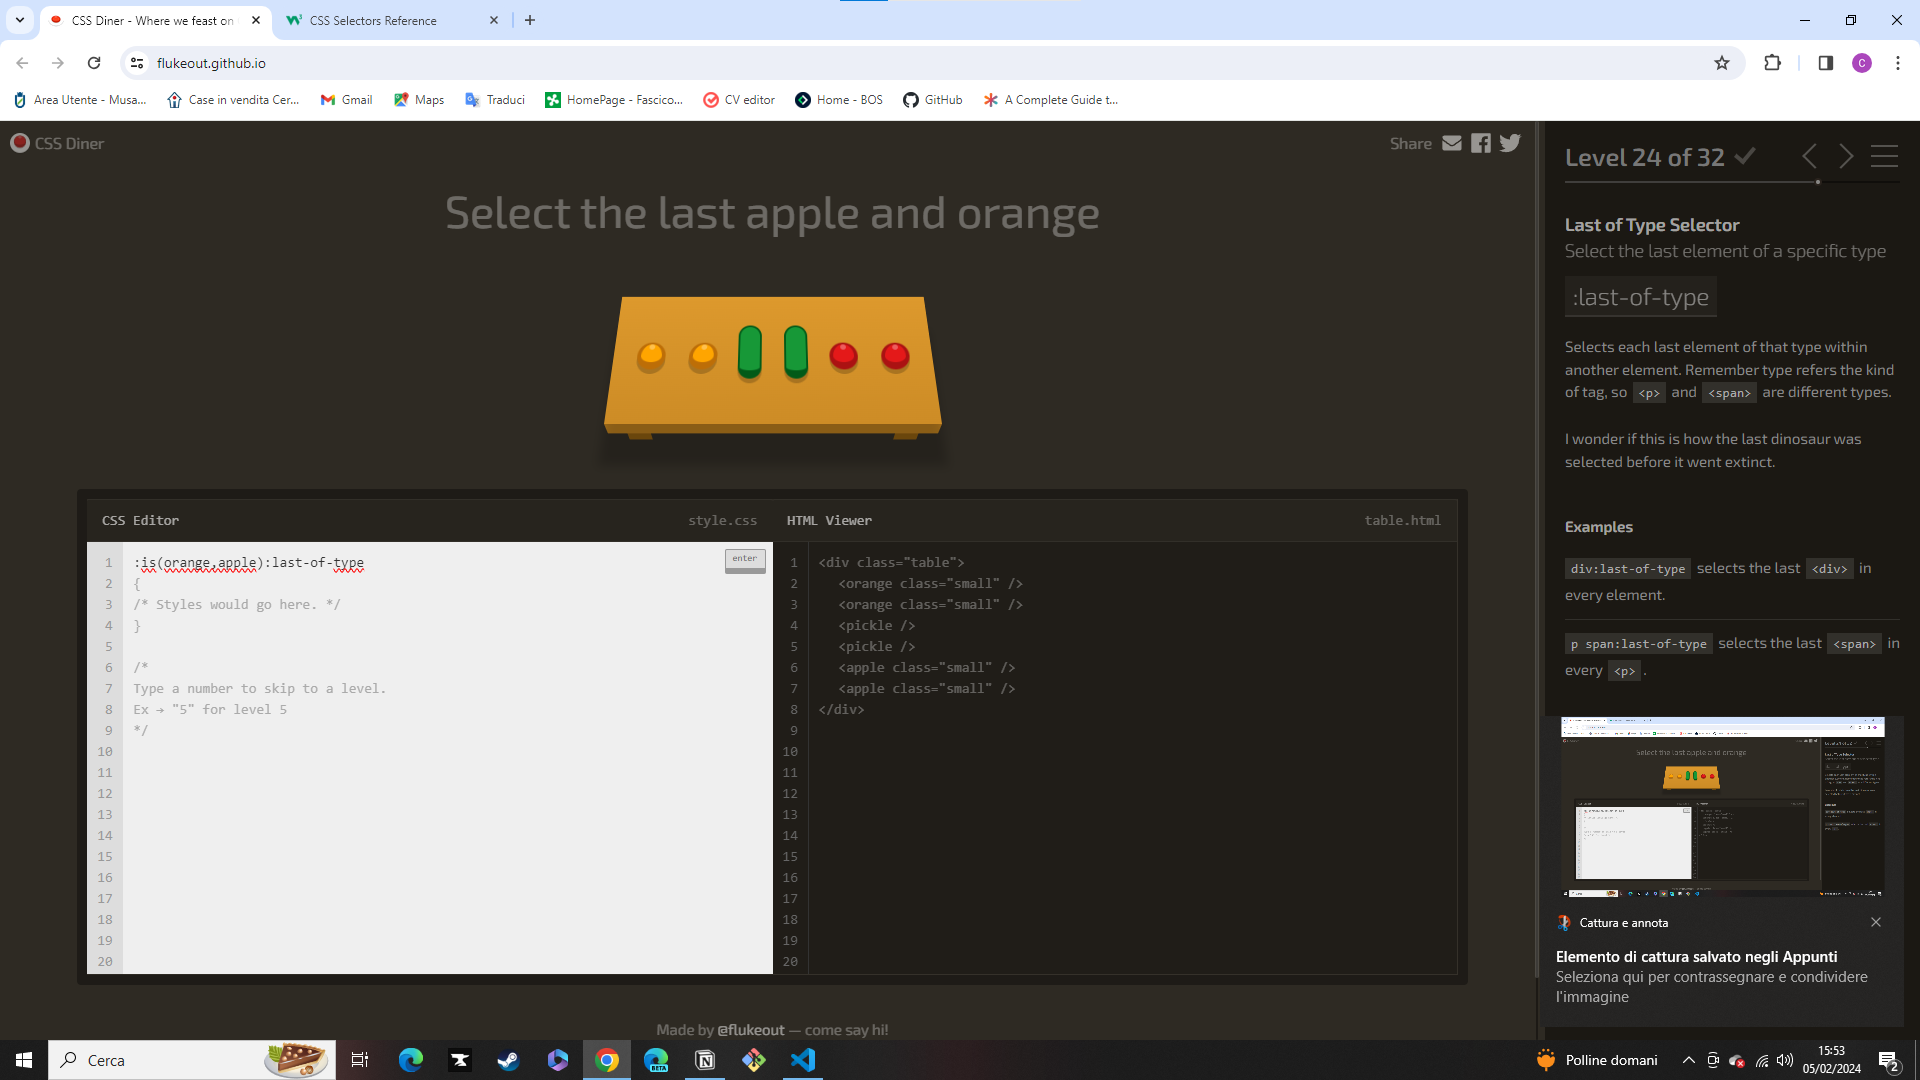 CSS Diner - Where we feast on
CSS Selectors Reference
flukeout.github.io
C
Area Utente - Musa...
Case in vendita Cer...
Gmail
Maps
Traduci
HomePage - Fascico...
CV editor
Home - BOS
GitHub
A Complete Guide t...
CSS Diner
Share
Select the last apple and orange
CSS Editor
style.css
1 :is(orange,apple):last-of-type
2 {
3 /* Styles would go here. */
4 }
5
6 /*
7 Type a number to skip to a level.
8 Ex → "5" for level 5
9 */
10
11
12
13
14
15
16
17
18
19
20
enter
HTML Viewer
table.html
1 <div class="table">
2 <orange class="small" />
3 <orange class="small" />
4 <pickle />
5 <pickle />
6 <apple class="small" />
7 <apple class="small" />
8 </div>
9
10
11
12
13
14
15
16
17
18
19
20
Made by @flukeout — come say hi!
Level 24 of 32
Last of Type Selector
Select the last element of a specific type
:last-of-type
Selects each last element of that type within
another element. Remember type refers the kind
of tag, so <p> and <span> are different types.
I wonder if this is how the last dinosaur was
selected before it went extinct.
Examples
div:last-of-type selects the last <div> in
every element.
p span:last-of-type selects the last <span> in
every <p> .
Select the last apple and orange
Cattura e annota
Elemento di cattura salvato negli Appunti
Seleziona qui per contrassegnare e condividere
l'immagine
Cerca
BETA
Polline domani
15:53
05/02/2024
2